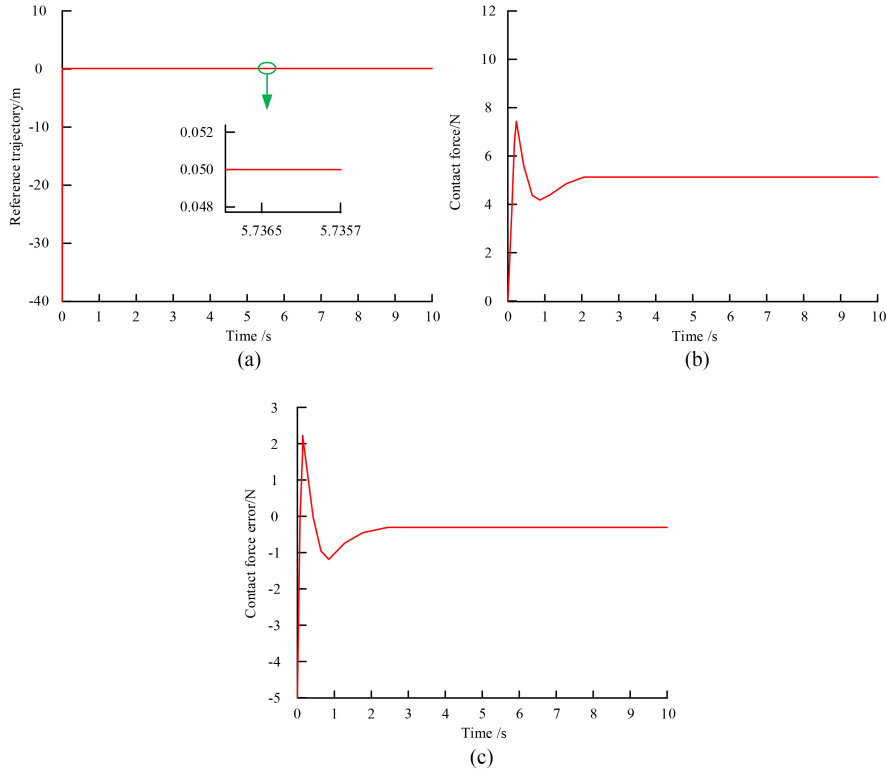 10
0
-10
-20
-30
-40
Reference trajectory/m
0.052
0.050
0.048
5.7365 5.7357
0 1 2 3 4 5 6 7 8 9 10
Time /s
(a)
12
10
8
6
4
2
0
Contact force/N
0 1 2 3 4 5 6 7 8 9 10
Time /s
(b)
3
2
1
0
-1
-2
-3
-4
-5
Contact force error/N
0 1 2 3 4 5 6 7 8 9 10
Time /s
(c)